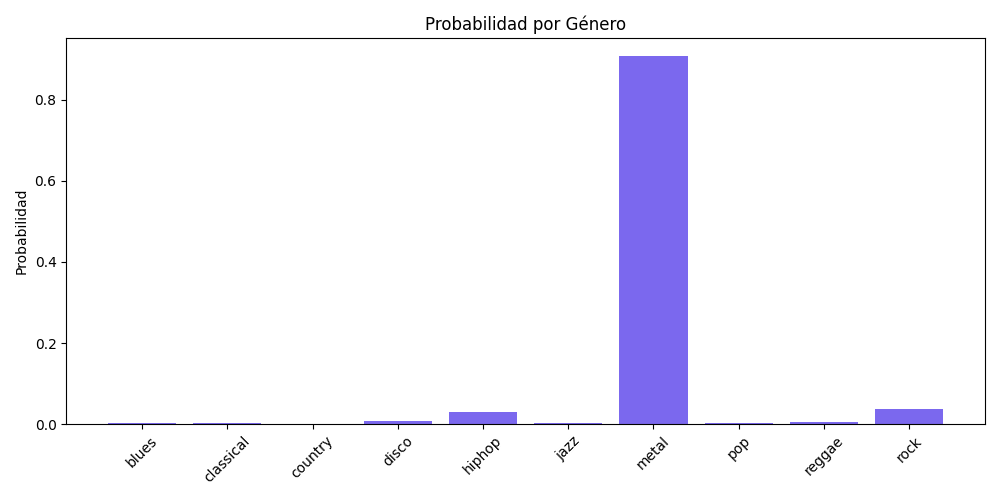 Probabilidad por Género
Probabilidad
0.8
0.6
0.4
0.2
0.0
blues
classical
country
disco
hiphop
jazz
metal
pop
reggae
rock